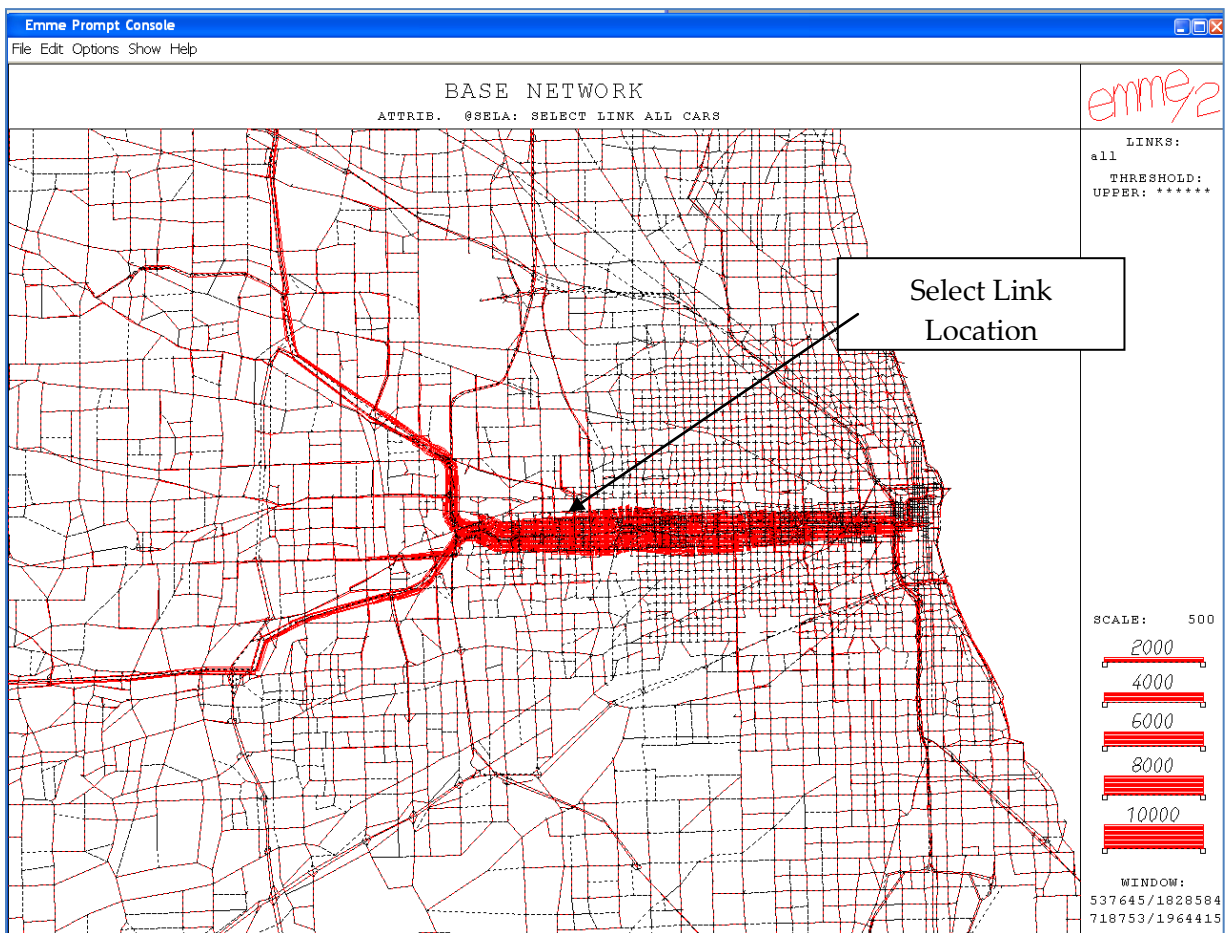 Emme Prompt Console
File Edit Options Show Help
BASE NETWORK
ATTRIB. @SELA: SELECT LINK ALL CARS
emme/2
LINKS:
all
THRESHOLD:
UPPER: ******
Select Link
Location
SCALE: 500
2000
4000
6000
8000
10000
WINDOW:
537645/1828584
718753/1964415